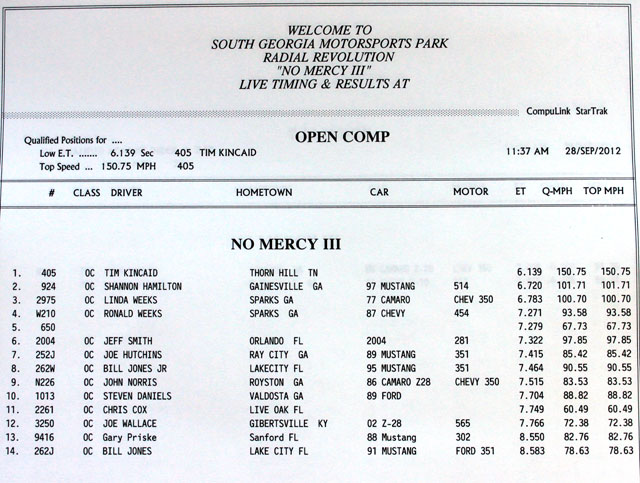 WELCOME TO
SOUTH GEORGIA MOTORSPORTS PARK
RADIAL REVOLUTION
"NO MERCY III"
LIVE TIMING & RESULTS AT
CompuLink StarTrak
Qualified Positions for .... OPEN COMP
Low E.T. ....... 6.139 Sec 405 TIM KINCAID 11:37 AM 28/SEP/2012
Top Speed ... 150.75 MPH 405
# CLASS DRIVER HOMETOWN CAR MOTOR ET Q-MPH TOP MPH
NO MERCY III
1. 405 OC TIM KINCAID THORN HILL TN 6.139 150.75 150.75
2. 924 OC SHANNON HAMILTON GAINESVILLE GA 97 MUSTANG 514 6.720 101.71 101.71
3. 2975 OC LINDA WEEKS SPARKS GA 77 CAMARO CHEV 350 6.783 100.70 100.70
4. W210 OC RONALD WEEKS SPARKS GA 87 CHEVY 454 7.271 93.58 93.58
5. 650 7.279 67.73 67.73
6. 2004 OC JEFF SMITH ORLANDO FL 2004 281 7.322 97.85 97.85
7. 252J OC JOE HUTCHINS RAY CITY GA 89 MUSTANG 351 7.415 85.42 85.42
8. 262W OC BILL JONES JR LAKECITY FL 95 MUSTANG 351 7.464 90.55 90.55
9. N226 OC JOHN NORRIS ROYSTON GA 86 CAMARO Z28 CHEVY 350 7.515 83.53 83.53
10. 1013 OC STEVEN DANIELS VALDOSTA GA 89 FORD 7.704 88.82 88.82
11. 2261 OC CHRIS COX LIVE OAK FL 7.749 60.49 60.49
12. 3250 OC JOE WALLACE GIBERTSVILLE KY 02 Z-28 565 7.766 72.38 72.38
13. 9416 OC Gary Priske Sanford FL 88 Mustang 302 8.550 82.76 82.76
14. 262J OC BILL JONES LAKE CITY FL 91 MUSTANG FORD 351 8.583 78.63 78.63